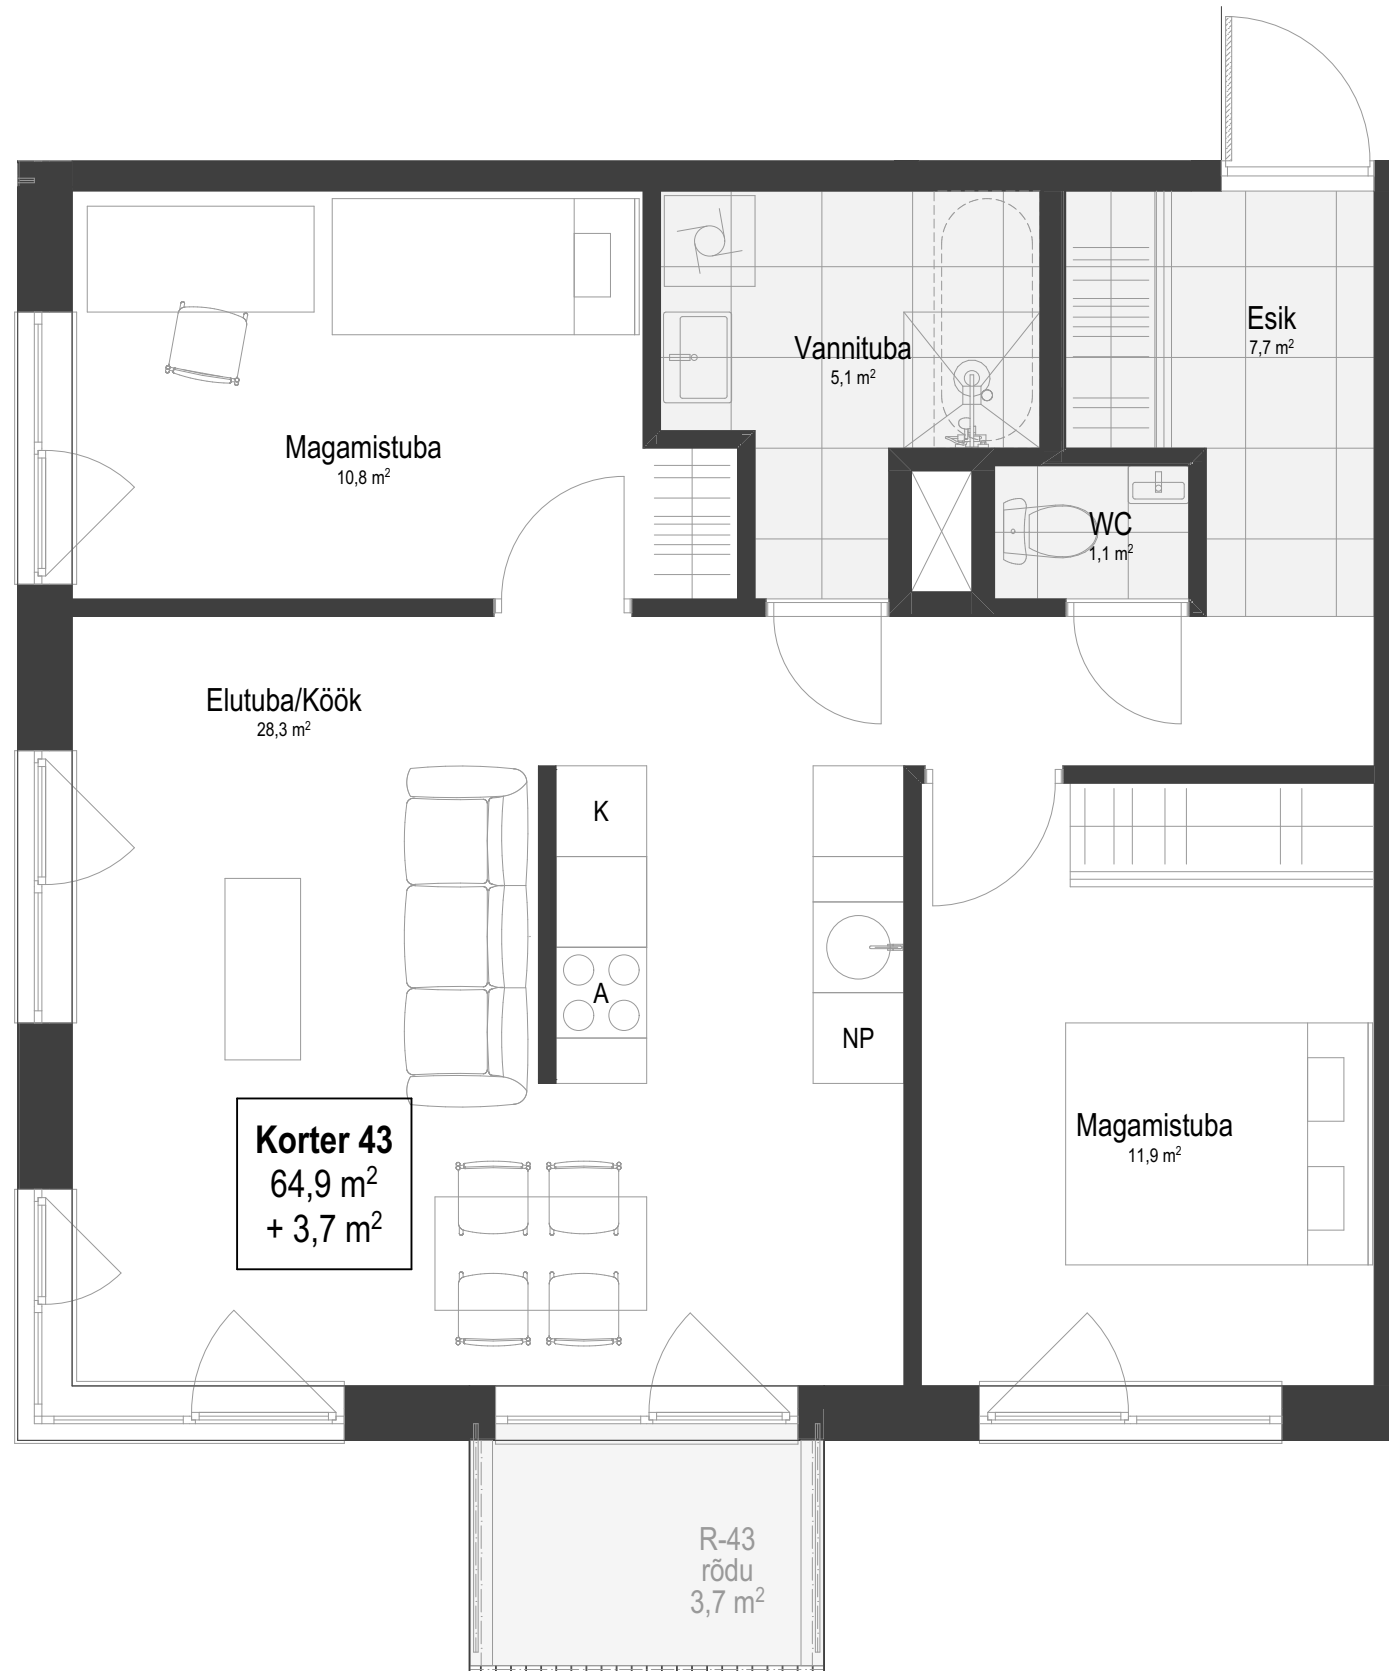 Esik
7,7 m²
Vannituba
5,1 m²
Magamistuba
10,8 m²
WC
1,1 m²
Elutuba/Köök
28,3 m²
K
A
NP
Magamistuba
11,9 m²
Korter 43
64,9 m²
+ 3,7 m²
R-43
rõdu
3,7 m²